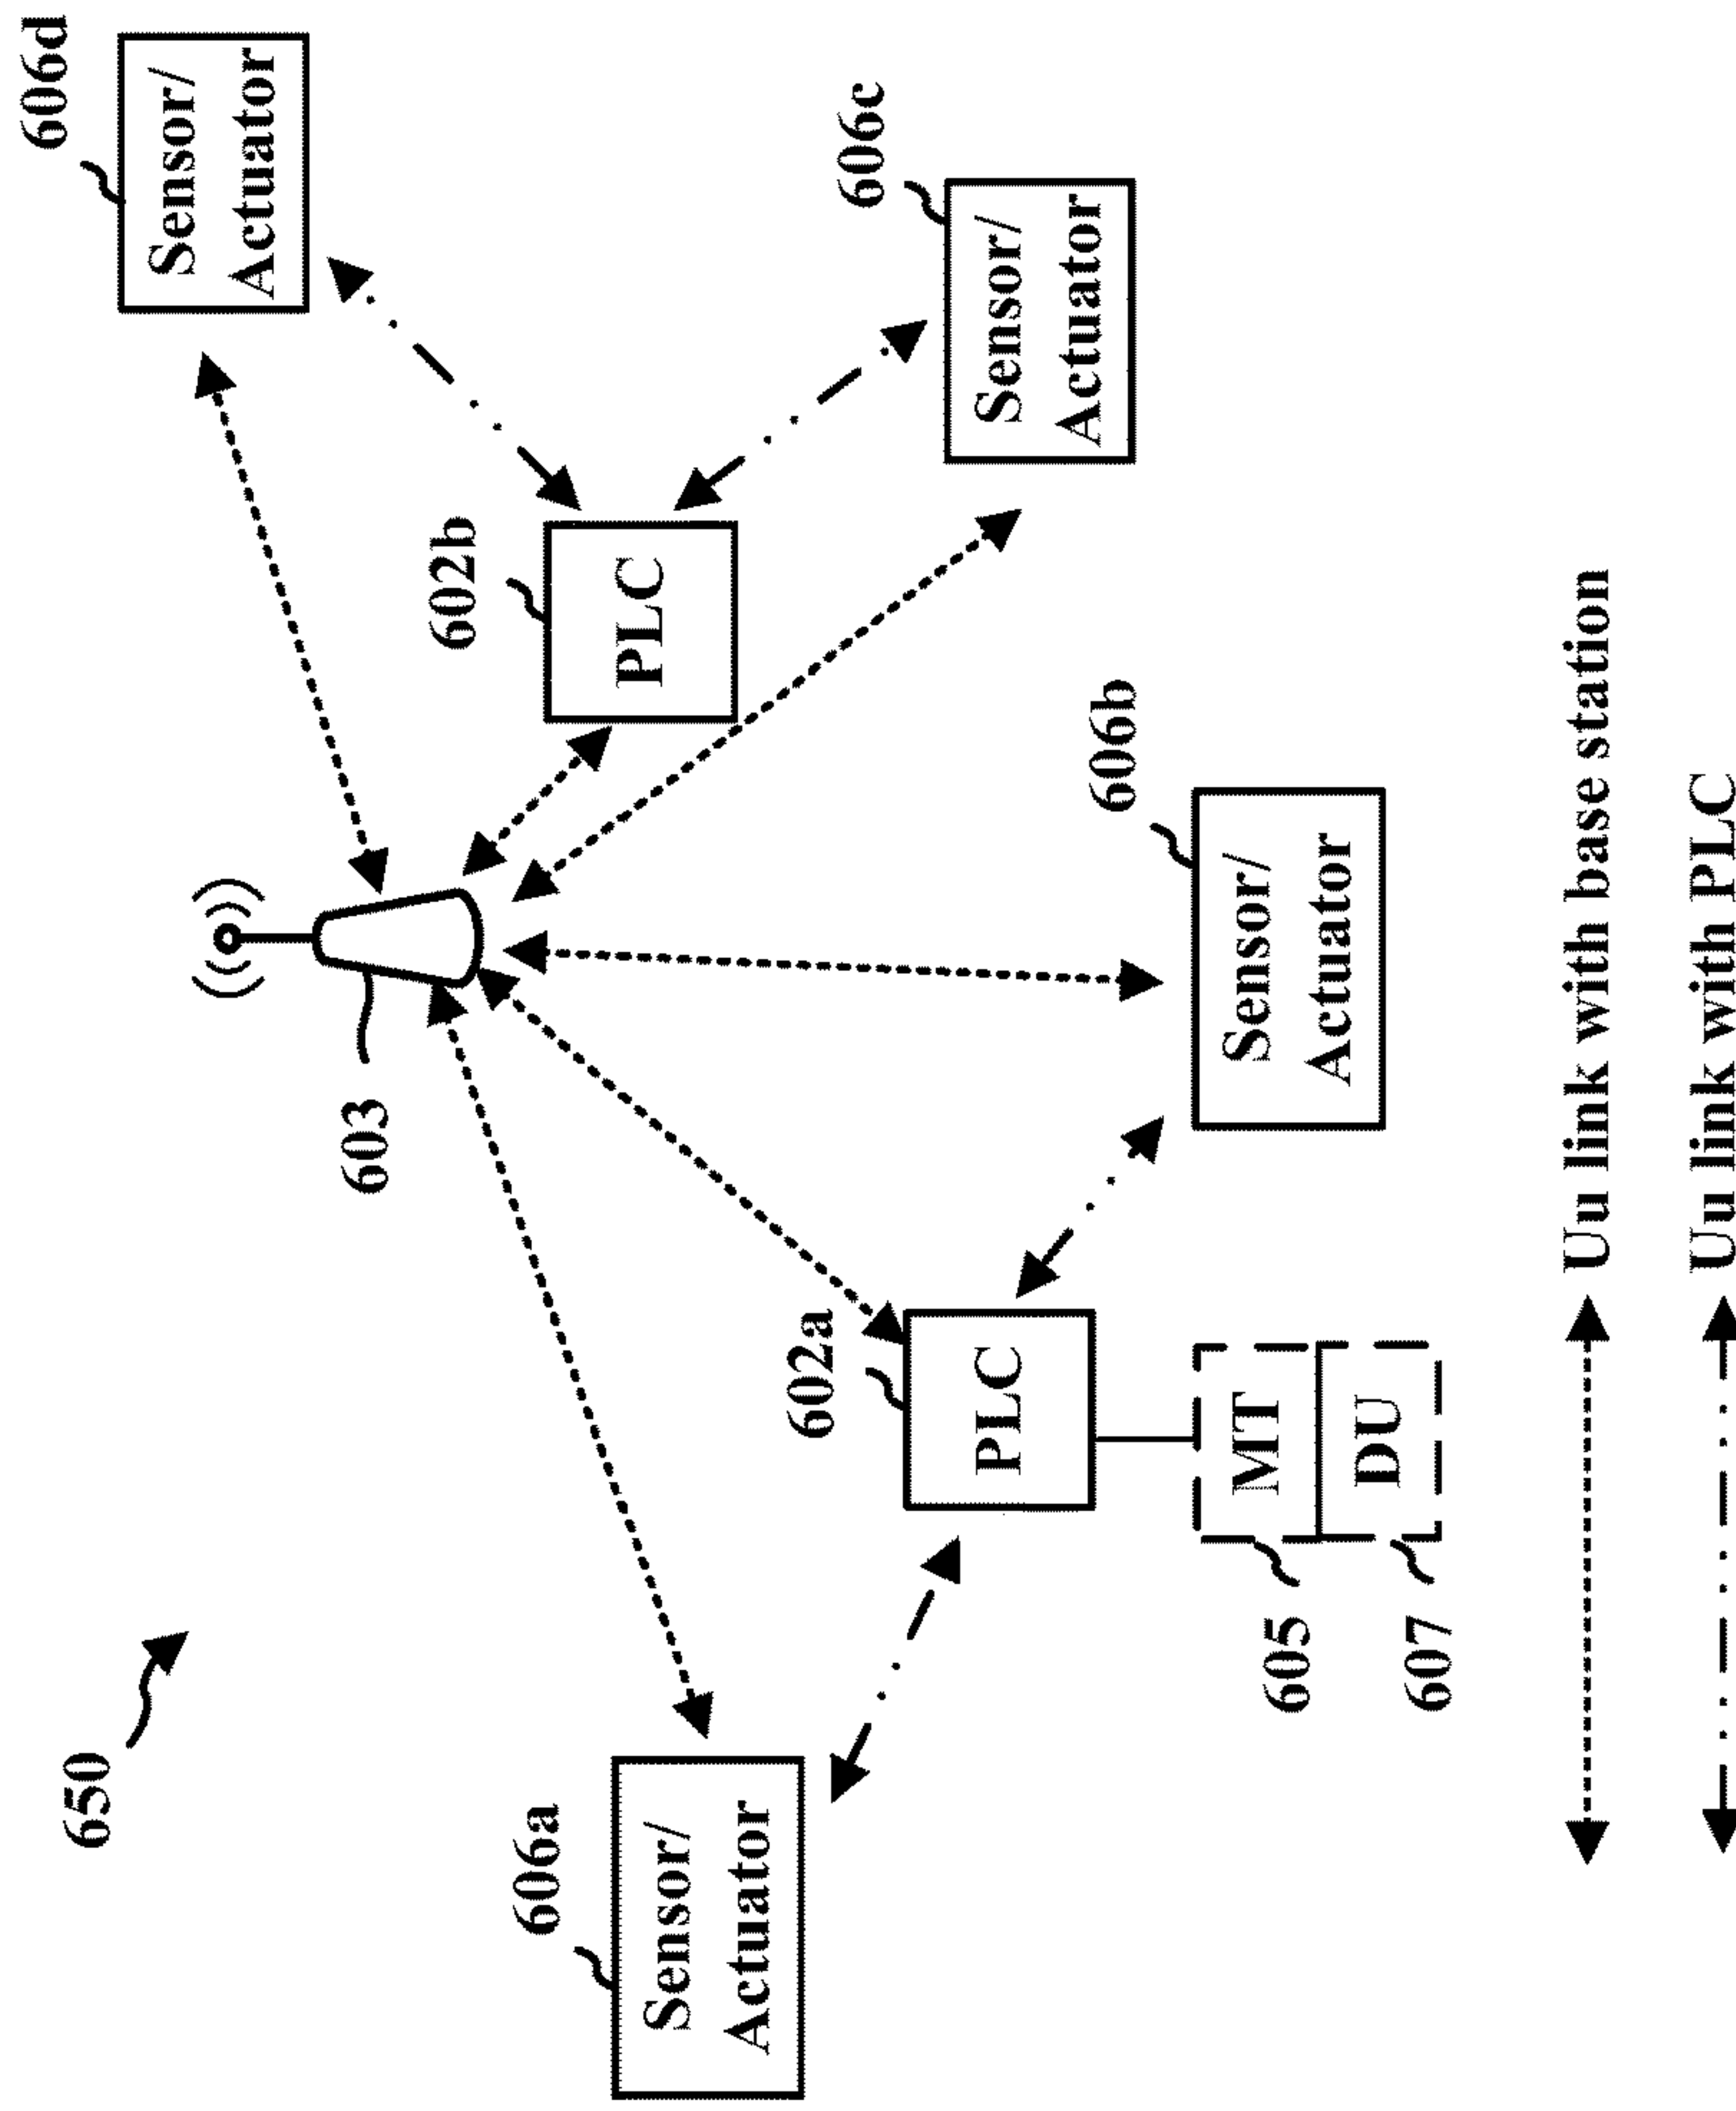 650
603
606d
Sensor/
Actuator
606a
Sensor/
Actuator
602b
PLC
602a
PLC
606c
Sensor/
Actuator
606b
Sensor/
Actuator
605
MT
607
DU
Uu link with base station
Uu link with PLC